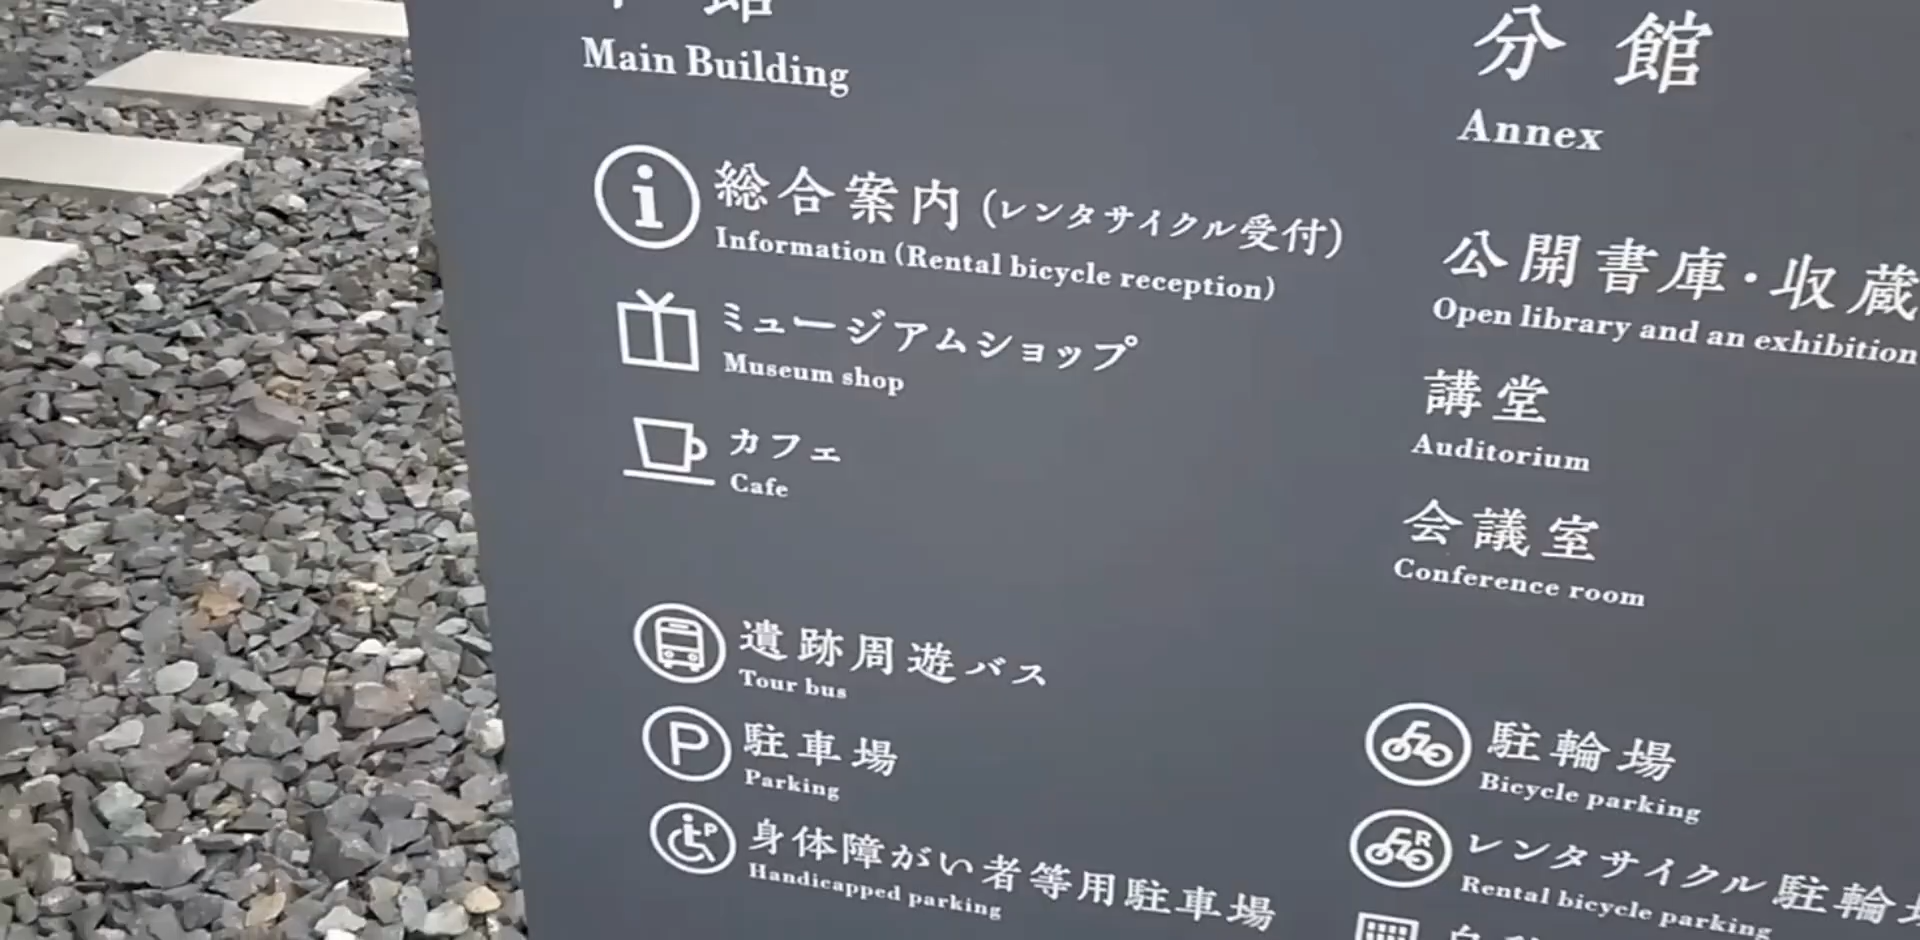 館
Main Building
総合案内(レンタサイクル受付)
Information (Rental bicycle reception)
ミュージアムショップ
Museum shop
カフェ
Cafe
遺跡周遊バス
Tour bus
P 駐車場
Parking
P 身体障がい者等用駐車場
Handicapped parking
分館
Annex
公開書庫・収蔵
Open library and an exhibition
講堂
Auditorium
会議室
Conference room
駐輪場
Bicycle parking
R レンタサイクル駐輪
Rental bicycle parking